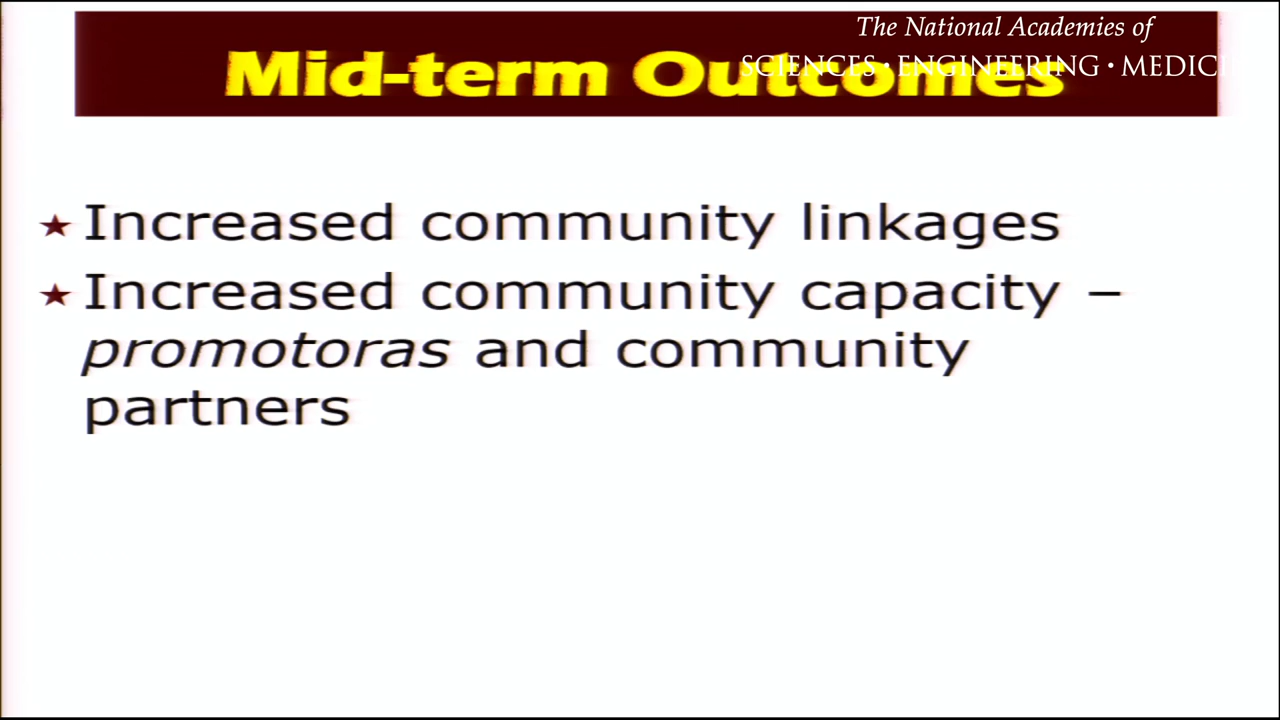 The National Academies of
SCIENCES · ENGINEERING ·
Mid-term Outcomes
★ Increased community linkages
★ Increased community capacity –
promotoras and community
partners